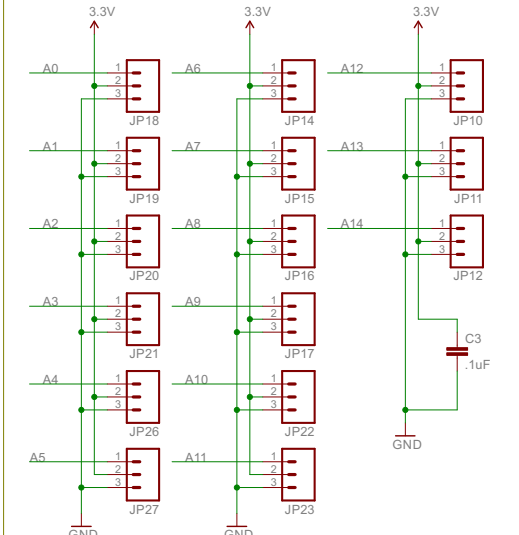 3.3V 3.3V 3.3V
A0 1 A6 1 A12 1
2 2 2
3 3 3
JP18 JP14 JP10
A1 1 A7 1 A13 1
2 2 2
3 3 3
JP19 JP15 JP11
A2 1 A8 1 A14 1
2 2 2
3 3 3
JP20 JP16 JP12
A3 1 A9 1
2 2
3 3
C3
JP21 JP17
.1uF
A4 1 A10 1
2 2
3 3
JP26 JP22
GND
A5 1 A11 1
2 2
3 3
JP27 JP23
GND GND